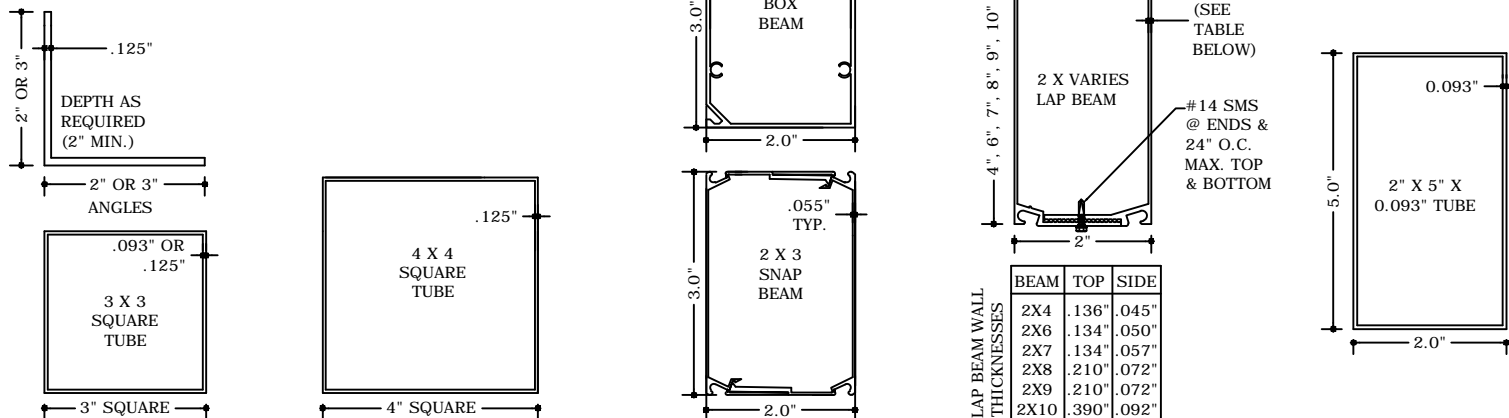 2" OR 3"
.125"
DEPTH AS
REQUIRED
(2" MIN.)
2" OR 3"
ANGLES
.093" OR
.125"
3 X 3
SQUARE
TUBE
3" SQUARE
.125"
4 X 4
SQUARE
TUBE
4" SQUARE
3.0"
BOX
BEAM
2.0"
3.0"
.055"
TYP.
2 X 3
SNAP
BEAM
2.0"
4", 6", 7", 8", 9", 10"
(SEE
TABLE
BELOW)
2 X VARIES
LAP BEAM
#14 SMS
@ ENDS &
24" O.C.
MAX. TOP
& BOTTOM
2"
LAP BEAM WALL
THICKNESSES
BEAM TOP SIDE
2X4 .136" .045"
2X6 .134" .050"
2X7 .134" .057"
2X8 .210" .072"
2X9 .210" .072"
2X10 .390" .092"
0.093"
5.0"
2" X 5" X
0.093" TUBE
2.0"